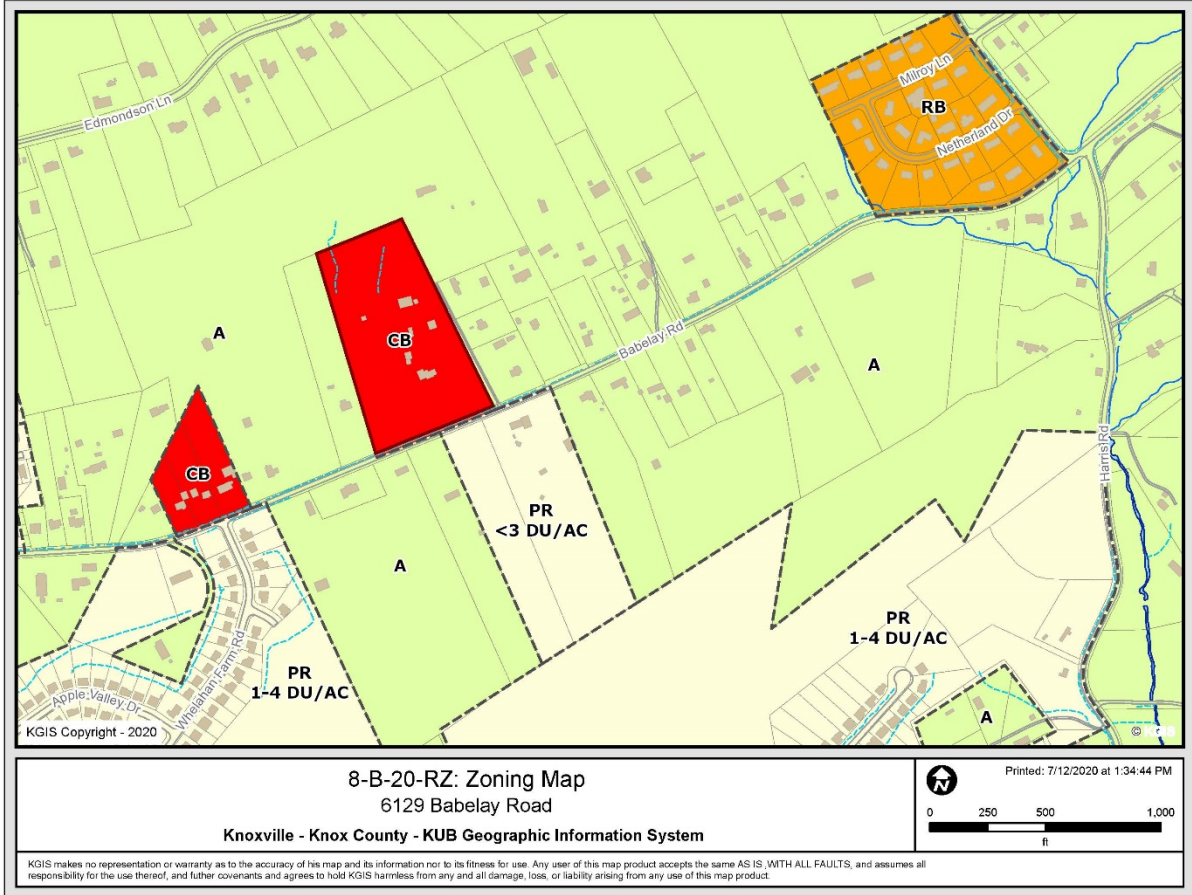 Edmondson Ln
Milroy Ln
RB
Netherland Dr
A
CB
Babelay Rd
A
CB
Harris Rd
PR
<3 DU/AC
A
PR
1-4 DU/AC
PR
1-4 DU/AC
Whelahan Farm Rd
Apple Valley Dr
A
KGIS Copyright - 2020
© KGIS
8-B-20-RZ: Zoning Map
6129 Babelay Road
Knoxville - Knox County - KUB Geographic Information System
N
Printed: 7/12/2020 at 1:34:44 PM
0 250 500 1,000
ft
KGIS makes no representation or warranty as to the accuracy of his map and its information nor to its fitness for use. Any user of this map product accepts the same AS IS ,WITH ALL FAULTS, and assumes all
responsibility for the use thereof, and futher covenants and agrees to hold KGIS harmless from any and all damage, loss, or liability arising from any use of this map product.